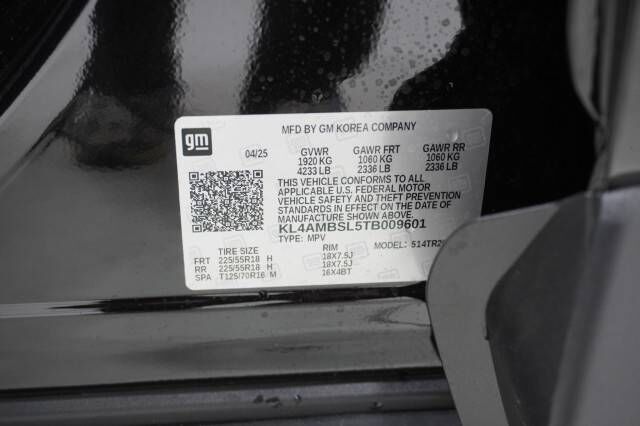 gm
MFD BY GM KOREA COMPANY
04/25 GVWR GAWR FRT GAWR RR
1920 KG 1060 KG 1060 KG
4233 LB 2336 LB 2336 LB
THIS VEHICLE CONFORMS TO ALL
APPLICABLE U.S. FEDERAL MOTOR
VEHICLE SAFETY AND THEFT PREVENTION
STANDARDS IN EFFECT ON THE DATE OF
MANUFACTURE SHOWN ABOVE.
KL4AMBSL5TB009601
TYPE: MPV MODEL: 514TR2
TIRE SIZE RIM
FRT 225/55R18 H 18X7.5J
RR 225/55R18 H 18X7.5J
SPA T125/70R16 M 16X4BT